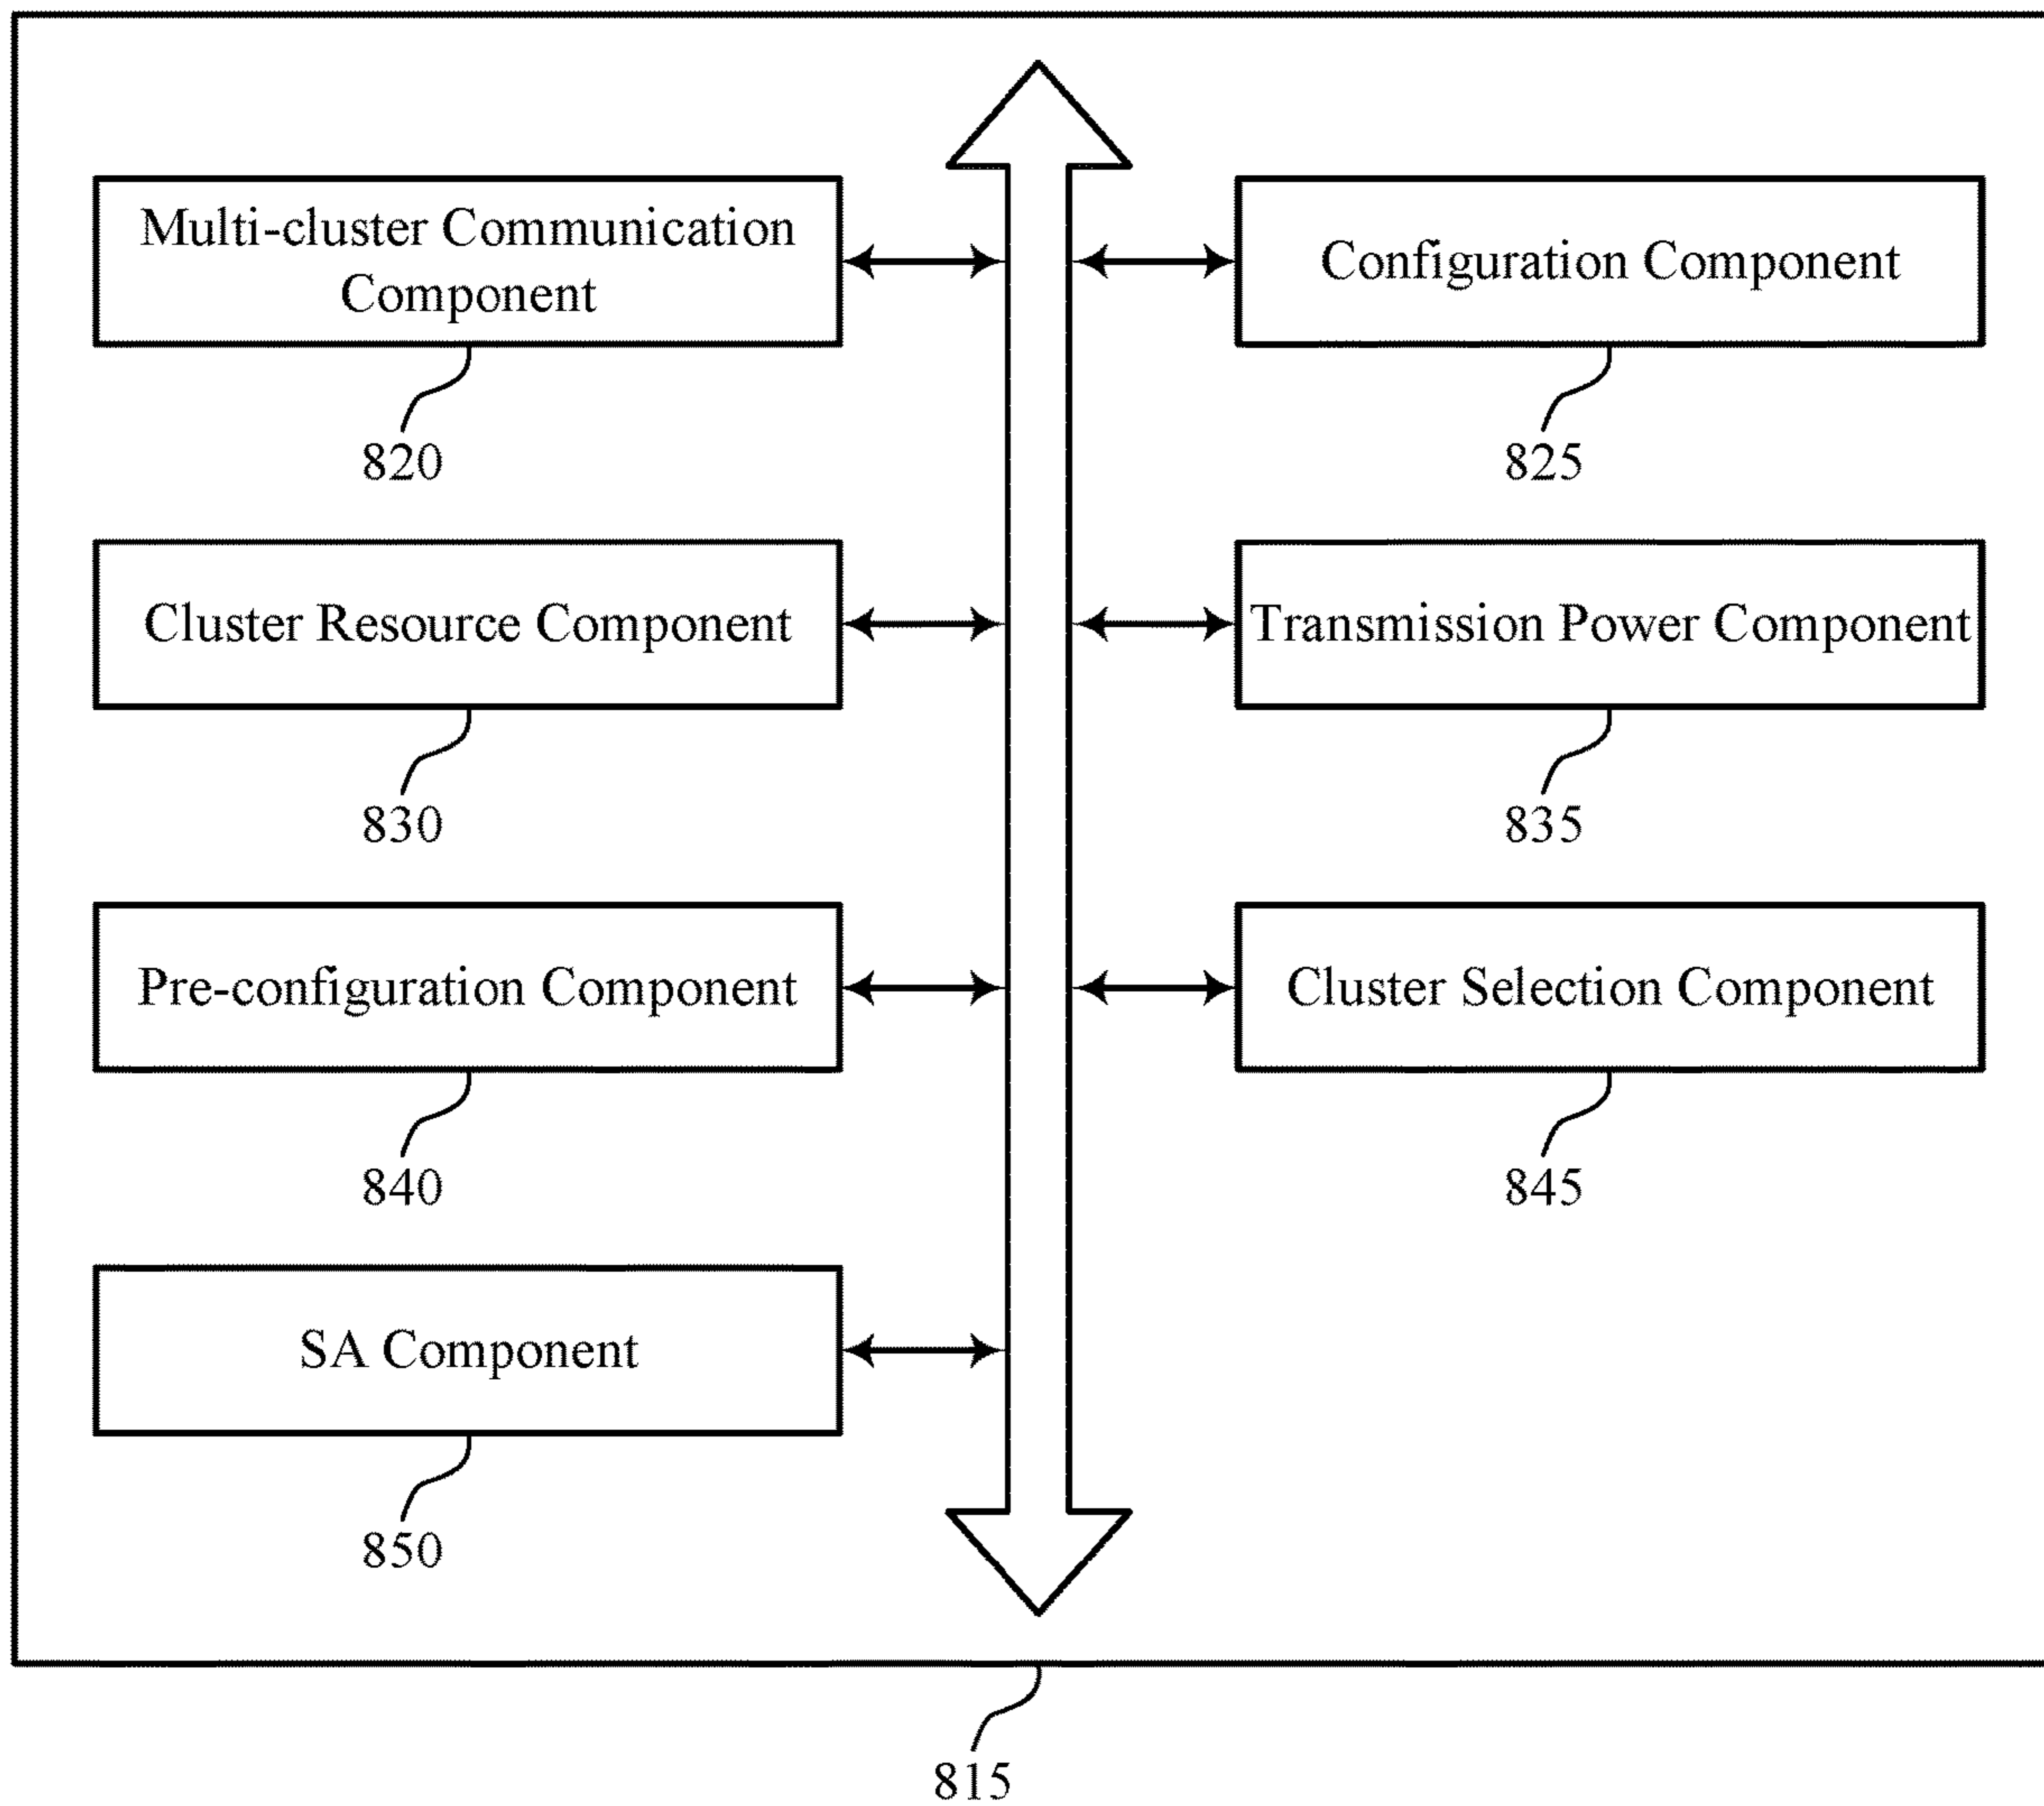 Multi-cluster Communication
Component
820
Configuration Component
825
Cluster Resource Component
830
Transmission Power Component
835
Pre-configuration Component
840
Cluster Selection Component
845
SA Component
850
815